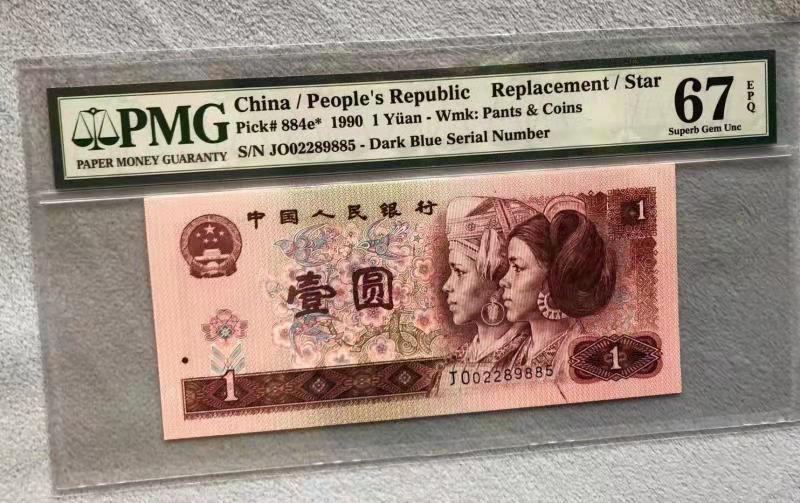 PMG
PAPER MONEY GUARANTY
China / People's Republic Replacement / Star
Pick# 884e* 1990 1 Yüan - Wmk: Pants & Coins
S/N JO02289885 - Dark Blue Serial Number
67
EPQ
Superb Gem Unc
中国人民银行
1
壹圆
1
1
JO02289885